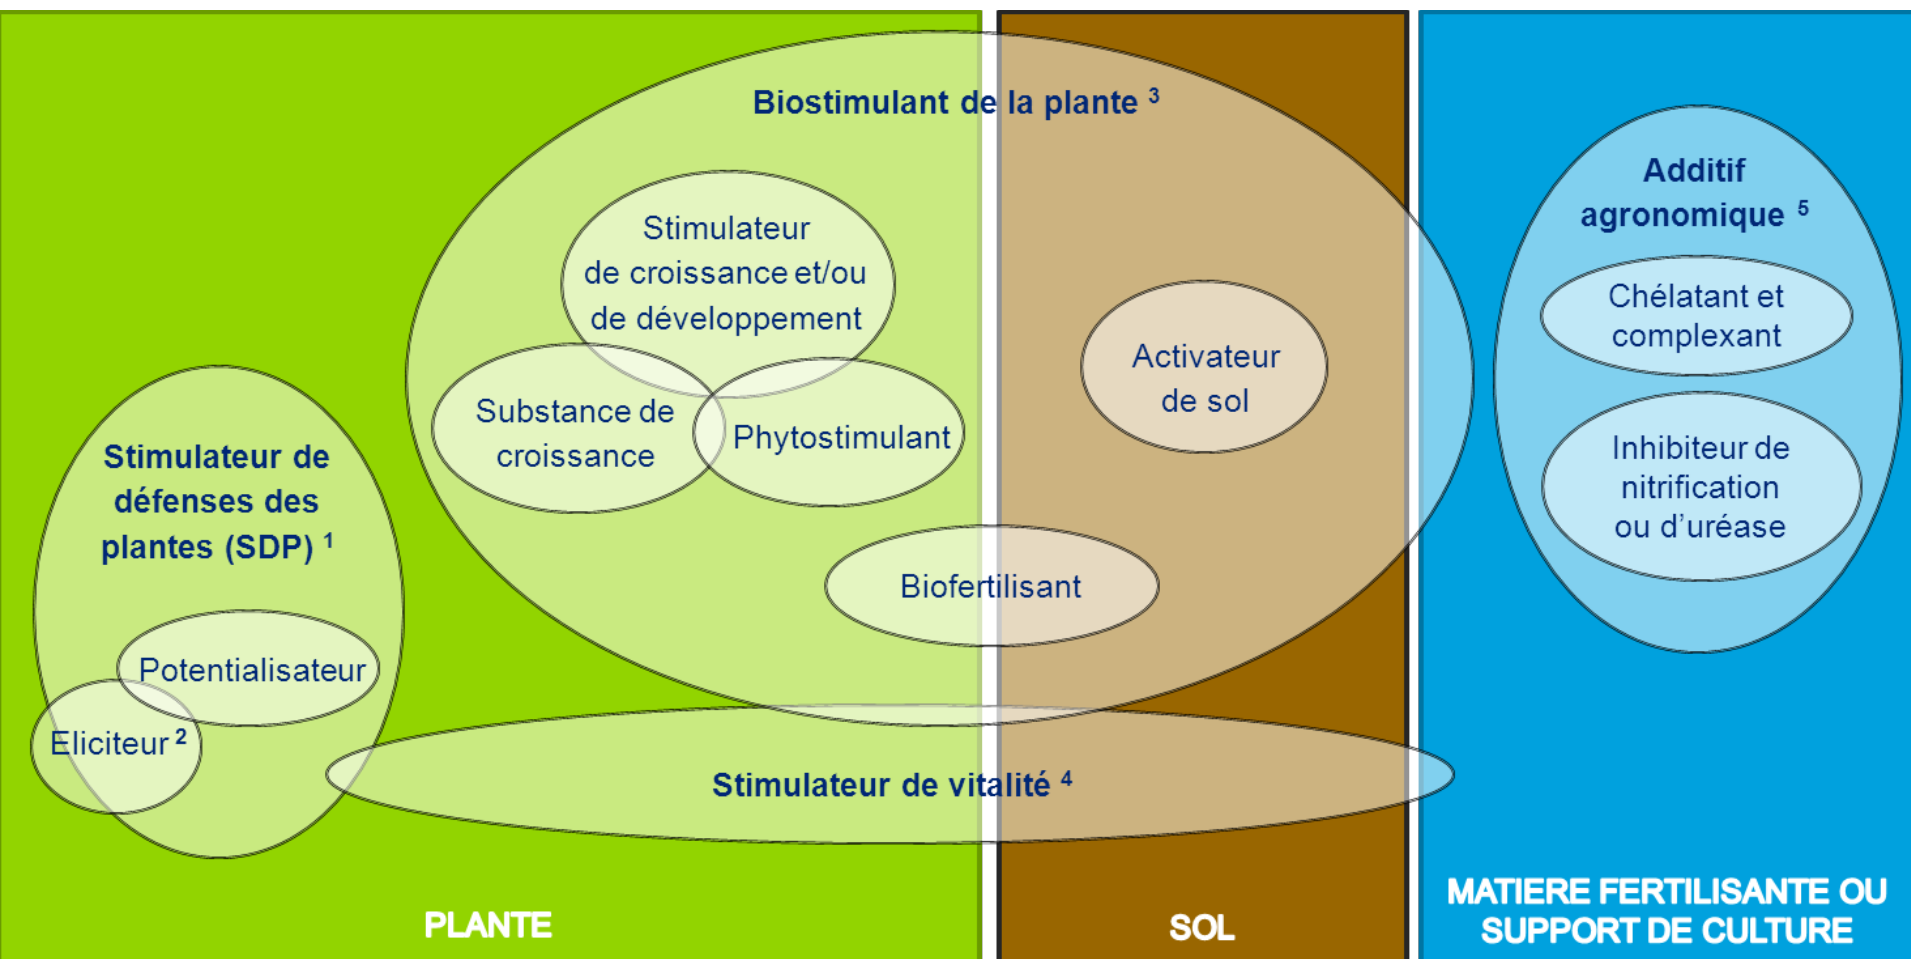 Biostimulant de la plante 3
Stimulateur
de croissance et/ou
de développement
Substance de
croissance
Phytostimulant
Biofertilisant
Activateur
de sol
Stimulateur de
défenses des
plantes (SDP) 1
Potentialisateur
Eliciteur 2
Stimulateur de vitalité 4
Additif
agronomique 5
Chélatant et
complexant
Inhibiteur de
nitrification
ou d’uréase
PLANTE
SOL
MATIERE FERTILISANTE OU
SUPPORT DE CULTURE